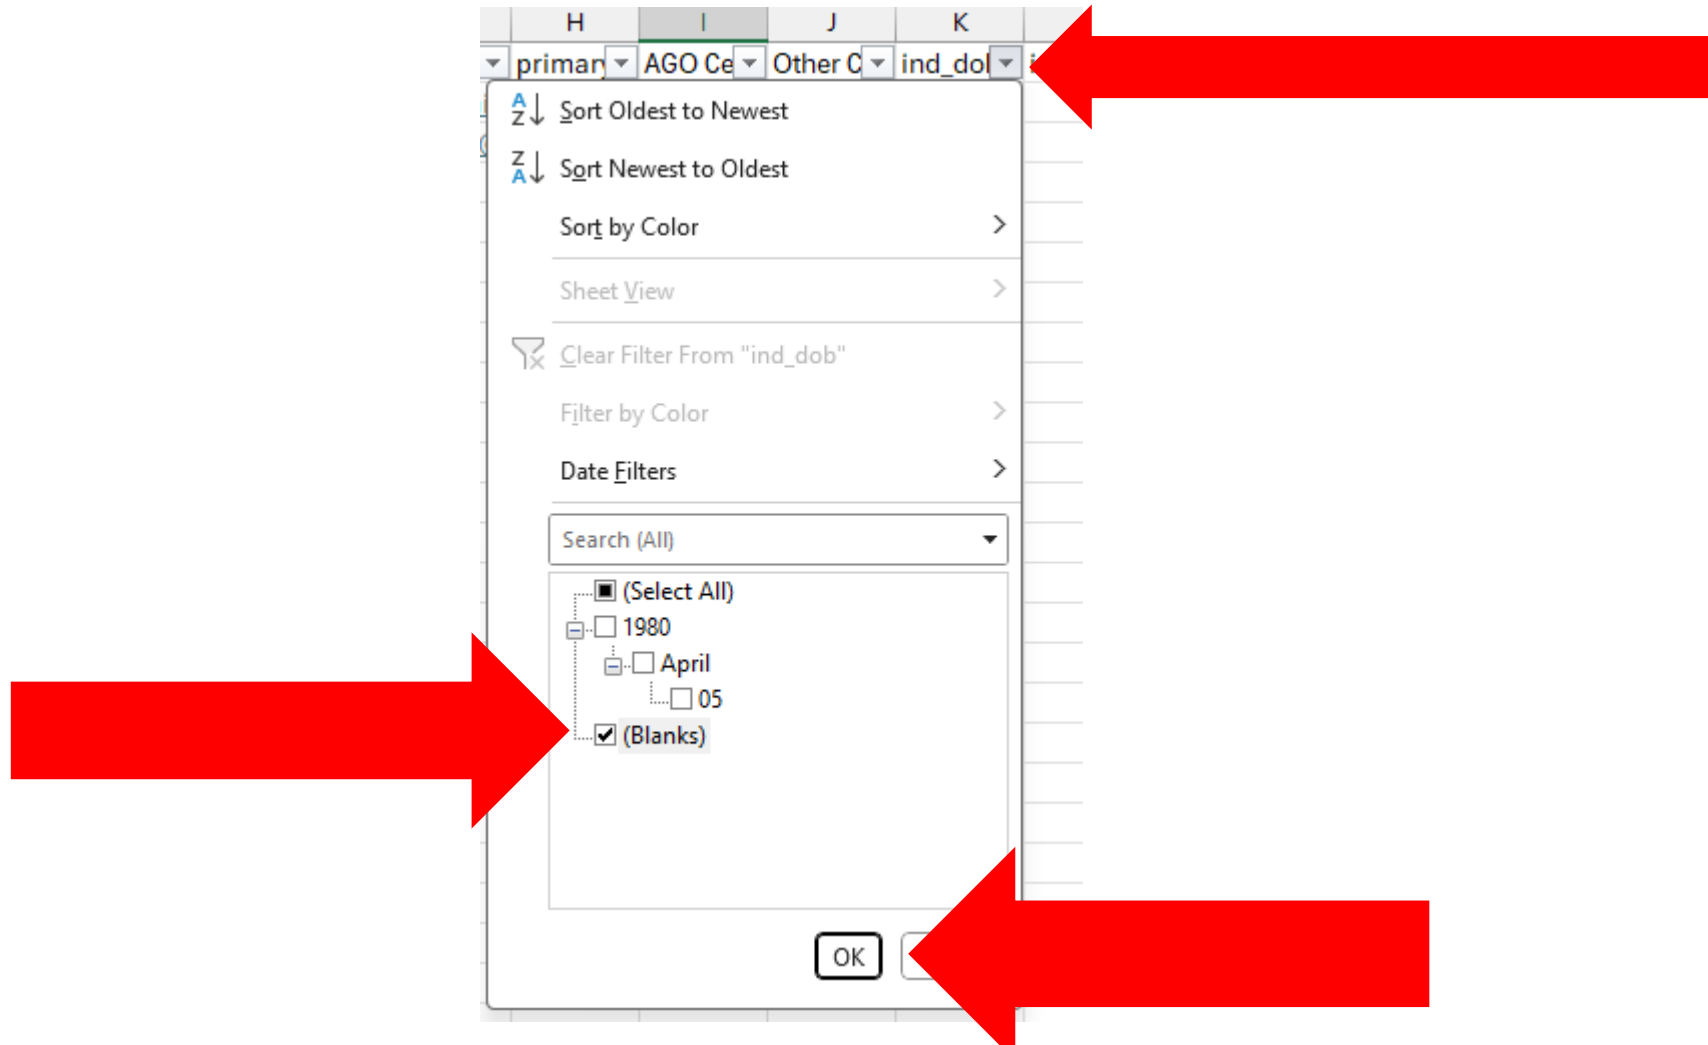 H I J K
primar AGO Ce Other C ind_dol
Sort Oldest to Newest
Sort Newest to Oldest
Sort by Color
Sheet View
Clear Filter From "ind_dob"
Filter by Color
Date Filters
Search (All)
(Select All)
1980
April
05
(Blanks)
OK